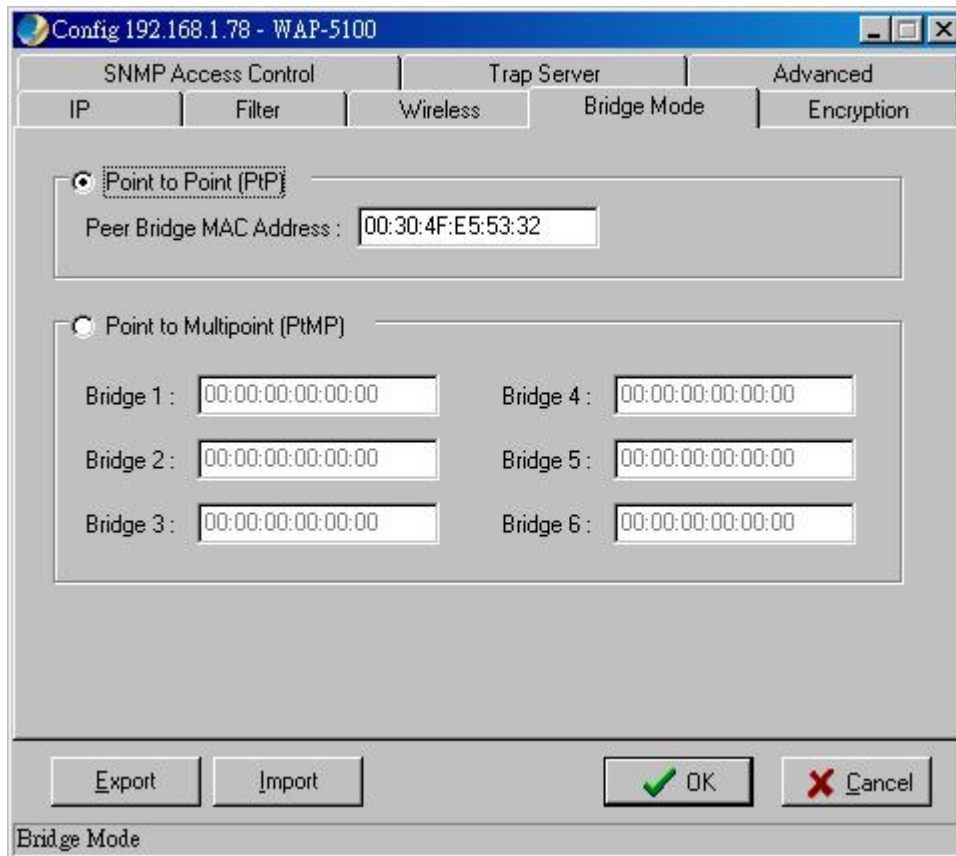 Config 192.168.1.78 - WAP-5100
SNMP Access Control Trap Server Advanced
IP Filter Wireless Bridge Mode Encryption
Point to Point (PtP)
Peer Bridge MAC Address : 00:30:4F:E5:53:32
Point to Multipoint (PtMP)
Bridge 1 : 00:00:00:00:00:00 Bridge 4 : 00:00:00:00:00:00
Bridge 2 : 00:00:00:00:00:00 Bridge 5 : 00:00:00:00:00:00
Bridge 3 : 00:00:00:00:00:00 Bridge 6 : 00:00:00:00:00:00
Export Import OK Cancel
Bridge Mode